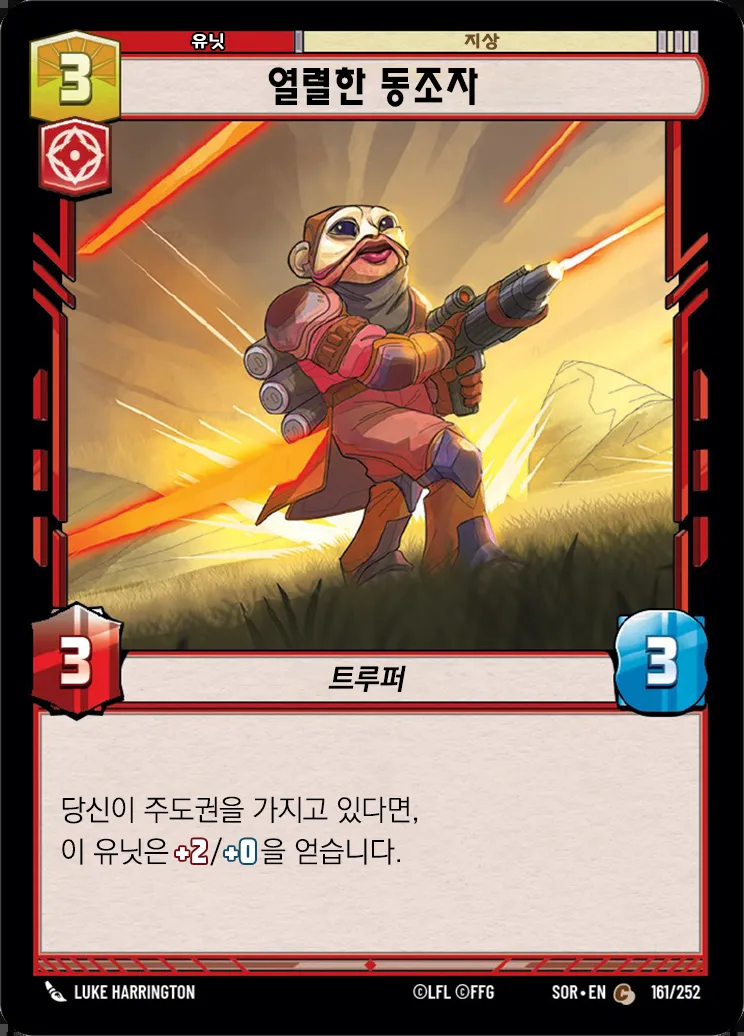 유닛
지상
3
열렬한 동조자
3
3
트루퍼
당신이 주도권을 가지고 있다면,
이 유닛은 +2/+0을 얻습니다.
LUKE HARRINGTON ©LFL ©FFG SOR•EN C 161/252